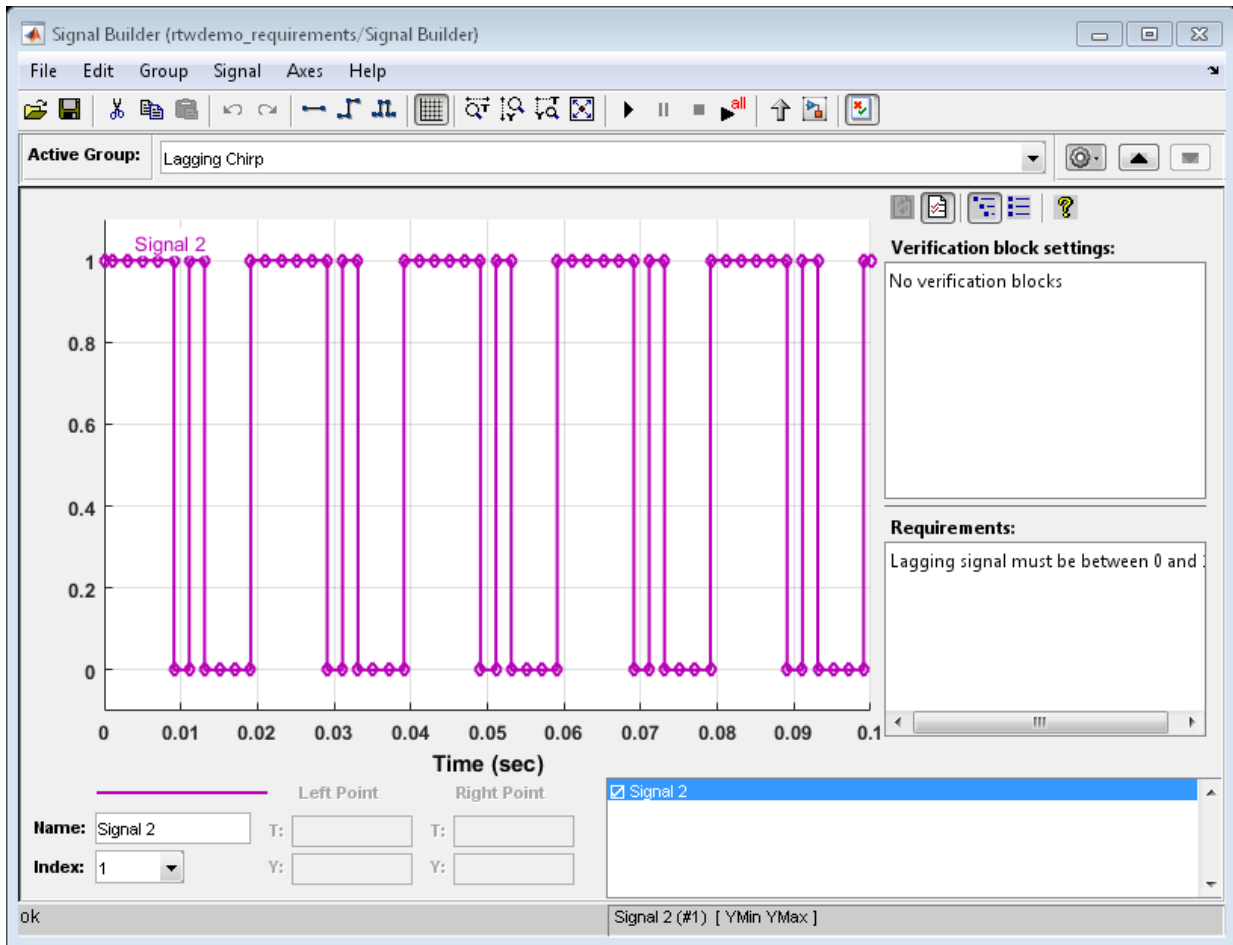 Signal Builder (rtwdemo_requirements/Signal Builder)
File Edit Group Signal Axes Help
all
Active Group: Lagging Chirp
Signal 2
1
0.8
0.6
0.4
0.2
0
0 0.01 0.02 0.03 0.04 0.05 0.06 0.07 0.08 0.09 0.1
Time (sec)
Verification block settings:
No verification blocks
Requirements:
Lagging signal must be between 0 and
Left Point Right Point
Name: Signal 2 T: T:
Index: 1 Y: Y:
Signal 2
ok
Signal 2 (#1) [ YMin YMax ]